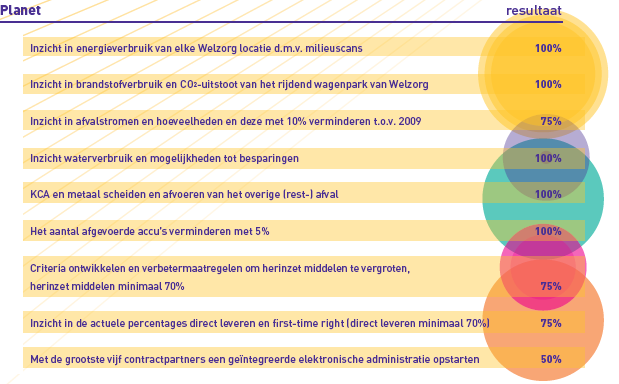 Planet resultaat
Inzicht in energieverbruik van elke Welzorg locatie d.m.v. milieuscans 100%
Inzicht in brandstofverbruik en CO²-uitstoot van het rijdend wagenpark van Welzorg 100%
Inzicht in afvalstromen en hoeveelheden en deze met 10% verminderen t.o.v. 2009 75%
Inzicht waterverbruik en mogelijkheden tot besparingen 100%
KCA en metaal scheiden en afvoeren van het overige (rest-) afval 100%
Het aantal afgevoerde accu's verminderen met 5% 100%
Criteria ontwikkelen en verbetermaatregelen om herinzet middelen te vergroten,
herinzet middelen minimaal 70% 75%
Inzicht in de actuele percentages direct leveren en first-time right (direct leveren minimaal 70%) 75%
Met de grootste vijf contractpartners een geïntegreerde elektronische administratie opstarten 50%